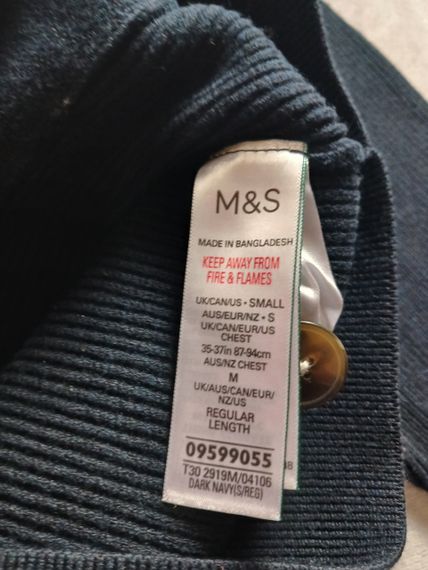 M&S
MADE IN BANGLADESH
KEEP AWAY FROM
FIRE & FLAMES
UK/CAN/US • SMALL
AUS/EUR/NZ • S
UK/CAN/EUR/US
CHEST
35-37in 87-94cm
AUS/NZ CHEST
M
UK/AUS/CAN/EUR/
NZ/US
REGULAR
LENGTH
09599055
T30 2919M/04106
DARK NAVY(S/REG)